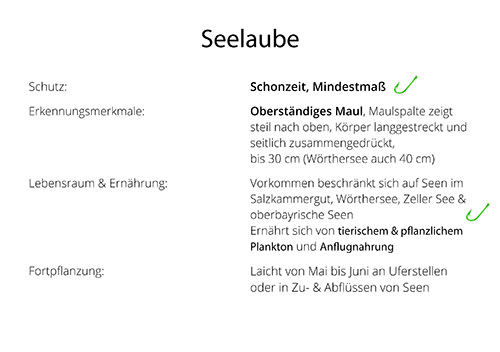 Seelaube
Schutz: Schonzeit, Mindestmaß
Erkennungsmerkmale: Oberständiges Maul, Maulspalte zeigt
steil nach oben, Körper langgestreckt und
seitlich zusammengedrückt,
bis 30 cm (Wörthersee auch 40 cm)
Lebensraum & Ernährung: Vorkommen beschränkt sich auf Seen im
Salzkammergut, Wörthersee, Zeller See &
oberbayrische Seen
Ernährt sich von tierischem & pflanzlichem
Plankton und Anflugnahrung
Fortpflanzung: Laicht von Mai bis Juni an Uferstellen
oder in Zu- & Abflüssen von Seen